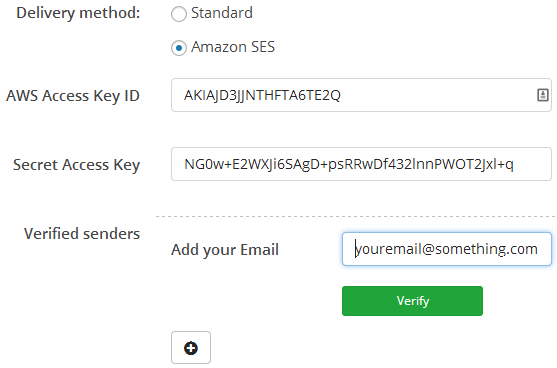 Delivery method:
Standard
Amazon SES
AWS Access Key ID
AKIAJD3JJNTHFTA6TE2Q
Secret Access Key
NG0w+E2WXJi6SAgD+psRRwDf432lnnPWOT2Jxl+q
Verified senders
Add your Email
youremail@something.com
Verify